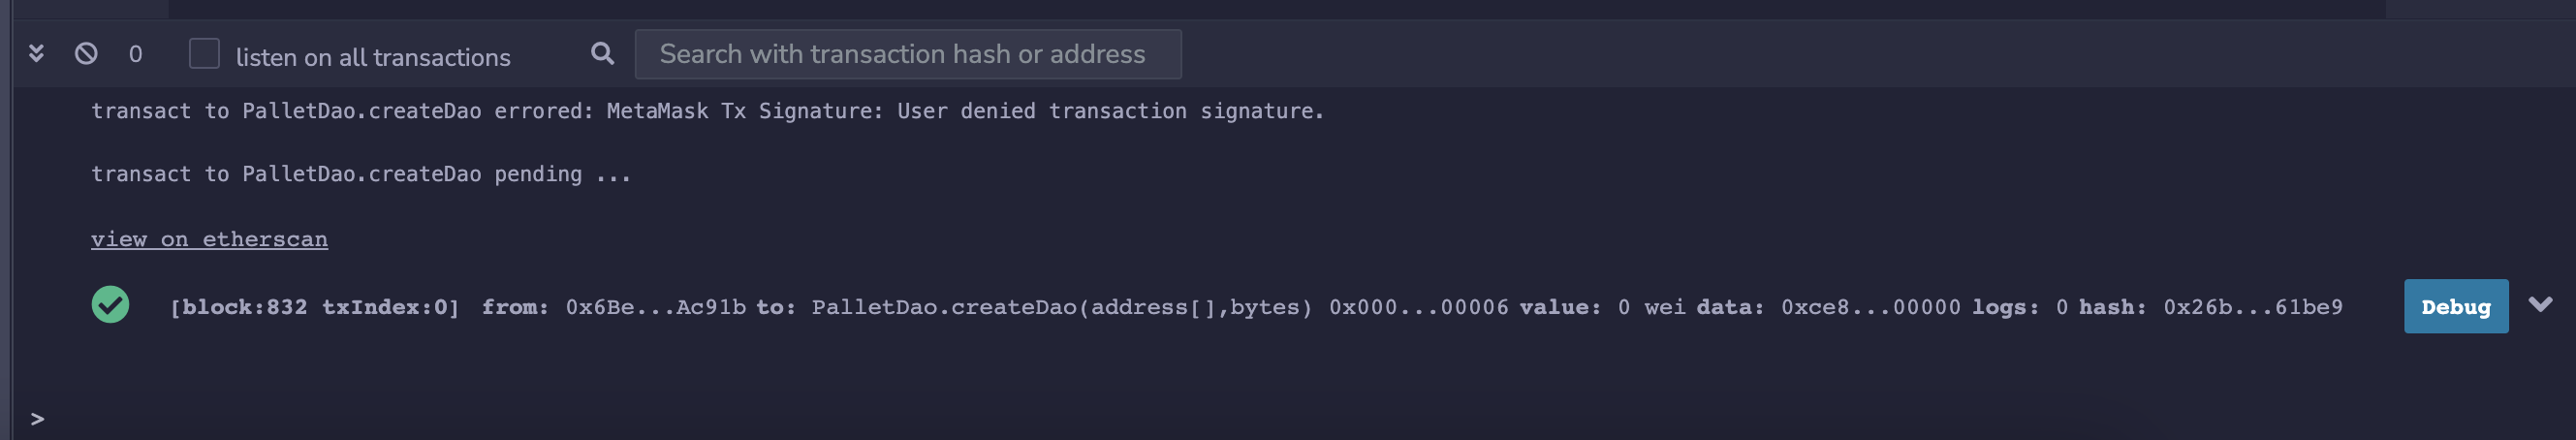 0 listen on all transactions Search with transaction hash or address
transact to PalletDao.createDao errored: MetaMask Tx Signature: User denied transaction signature.
transact to PalletDao.createDao pending ...
view on etherscan
[block:832 txIndex:0] from: 0x6Be...Ac91b to: PalletDao.createDao(address[],bytes) 0x000...00006 value: 0 wei data: 0xce8...00000 logs: 0 hash: 0x26b...61be9 Debug
>